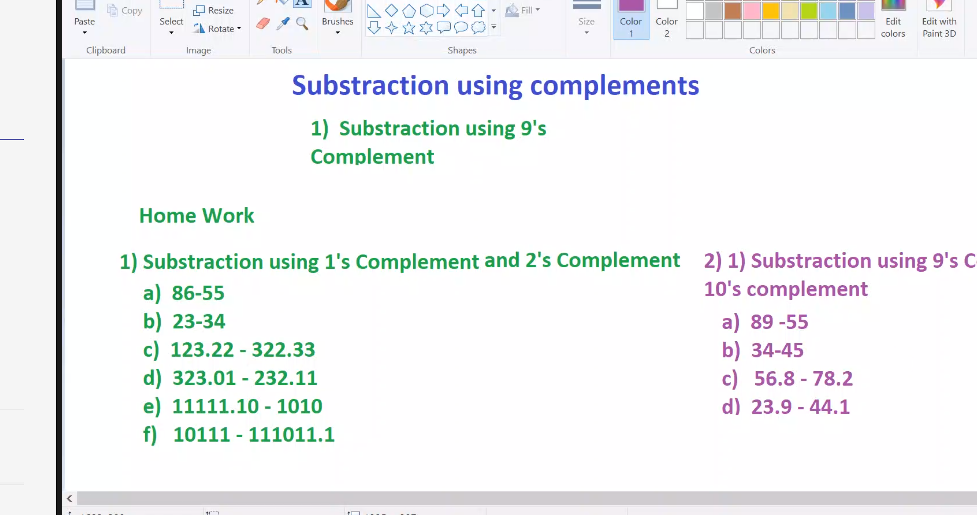 Copy
Paste
Clipboard
Select
Resize
Rotate
Image
Tools
Brushes
Shapes
Fill
Size
Color 1
Color 2
Colors
Edit colors
Edit with Paint 3D
Substraction using complements
1) Substraction using 9's
Complement
Home Work
1) Substraction using 1's Complement and 2's Complement
a) 86-55
b) 23-34
c) 123.22 - 322.33
d) 323.01 - 232.11
e) 11111.10 - 1010
f) 10111 - 111011.1
2) 1) Substraction using 9's C
10's complement
a) 89 -55
b) 34-45
c) 56.8 - 78.2
d) 23.9 - 44.1